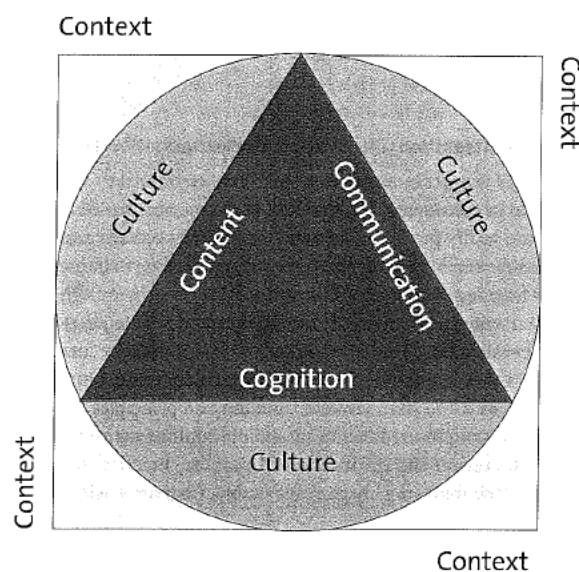 Context
Context
Culture
Culture
Content
Communication
Cognition
Culture
Context
Context